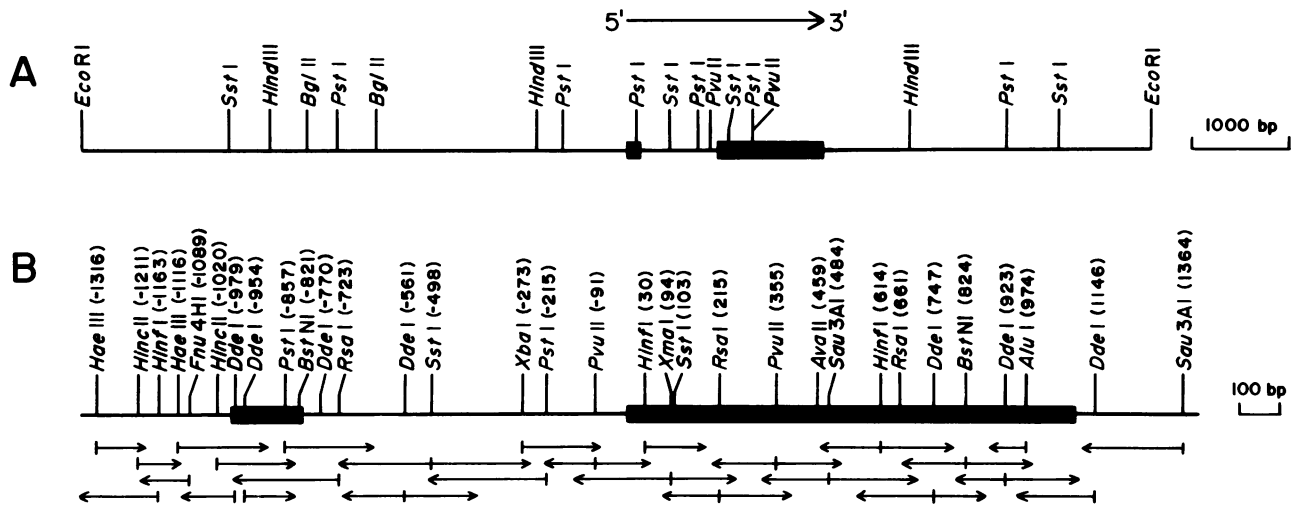 5' 3'
A
EcoRI
SstI
HindIII
BglII
PstI
BglII
HindIII
PstI
PstI
SstI
PstI
PvuII
SstI
PstI
PvuII
HindIII
PstI
SstI
EcoRI
1000 bp
B
HaeIII (-1316)
HincII (-1211)
HinfI (-1163)
HaeIII (-1116)
Fnu4HI (-1089)
HincII (-1020)
DdeI (-979)
DdeI (-954)
PstI (-857)
BstNI (-821)
DdeI (-770)
RsaI (-723)
DdeI (-561)
SstI (-498)
XbaI (-273)
PstI (-215)
PvuII (-91)
HinfI (30)
XmaI (94)
SstI (103)
RsaI (215)
PvuII (355)
AvaII (459)
Sau3AI (484)
HinfI (614)
RsaI (661)
DdeI (747)
BstNI (824)
DdeI (923)
AluI (974)
DdeI (1146)
Sau3AI (1364)
100 bp